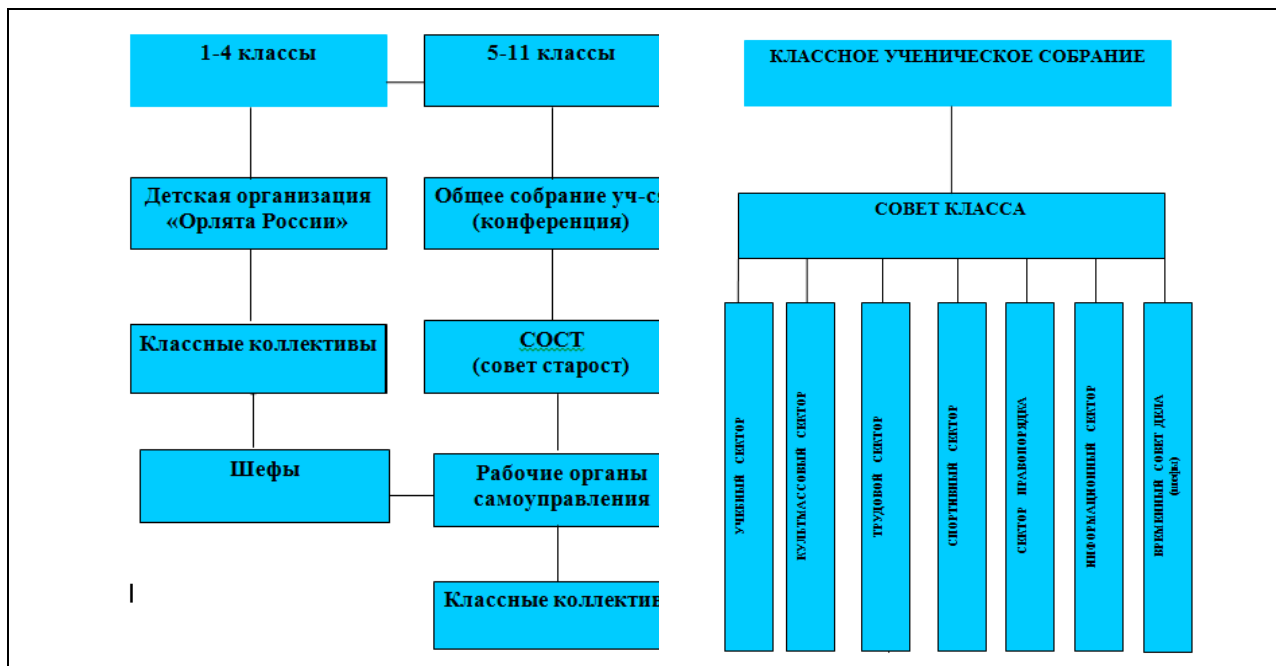 1-4 классы
5-11 классы
Детская организация
«Орлята России»
Общее собрание уч-ся
(конференция)
Классные коллективы
СОСТ
(совет старост)
Шефы
Рабочие органы
самоуправления
Классные коллектив
КЛАССНОЕ УЧЕНИЧЕСКОЕ СОБРАНИЕ
СОВЕТ КЛАССА
УЧЕБНЫЙ СЕКТОР
КУЛЬТМАССОВЫЙ СЕКТОР
ТРУДОВОЙ СЕКТОР
СПОРТИВНЫЙ СЕКТОР
СЕКТОР ПРАВОПОРЯДКА
ИНФОРМАЦИОННЫЙ СЕКТОР
ВРЕМЕННЫЙ СОВЕТ ДЕЛА
(шефы)